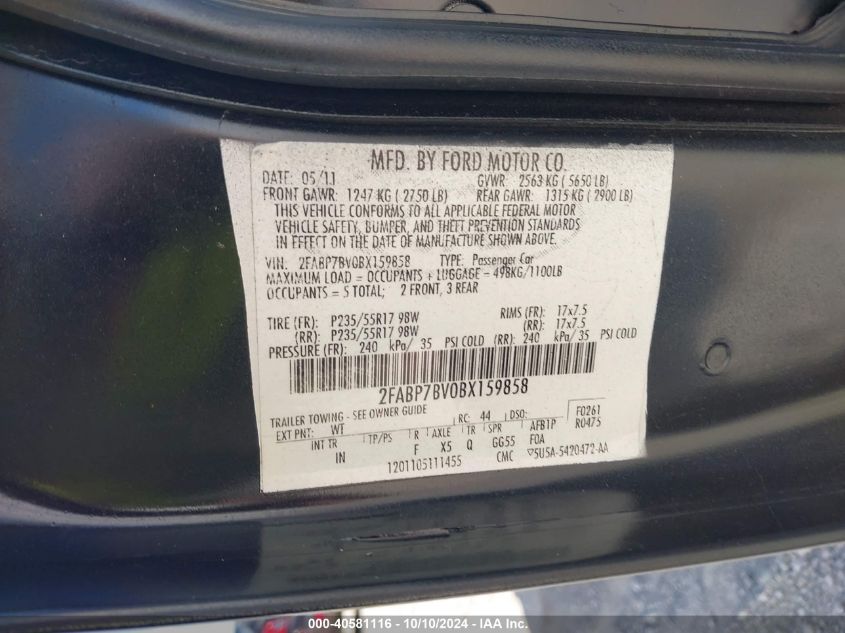 MFD. BY FORD MOTOR CO.
DATE: 05/11 GVWR: 2563 KG ( 5650 LB)
FRONT GAWR: 1247 KG ( 2750 LB) REAR GAWR: 1315 KG ( 2900 LB)
THIS VEHICLE CONFORMS TO ALL APPLICABLE FEDERAL MOTOR
VEHICLE SAFETY, BUMPER, AND THEFT PREVENTION STANDARDS
IN EFFECT ON THE DATE OF MANUFACTURE SHOWN ABOVE.
VIN: 2FABP7BV0BX159858 TYPE: Passenger Car
MAXIMUM LOAD = OCCUPANTS + LUGGAGE = 498KG/1100LB
OCCUPANTS = 5 TOTAL; 2 FRONT, 3 REAR
TIRE (FR): P235/55R17 98W RIMS (FR): 17x7.5
(RR): P235/55R17 98W (RR): 17x7.5
PRESSURE (FR): 240 kPa/ 35 PSI COLD (RR): 240 kPa/ 35 PSI COLD
2FABP7BV0BX159858
TRAILER TOWING - SEE OWNER GUIDE RC: 44 DSO: F0261
EXT PNT: WT AFB1P R0475
INT TR TP/PS R AXLE TR SPR
IN F X5 Q GG55 FOA
1201105111455 CMC ▽5U5A-5420472-AA
2000 - 40581116 - 10/10/2024 - IAA Inc.